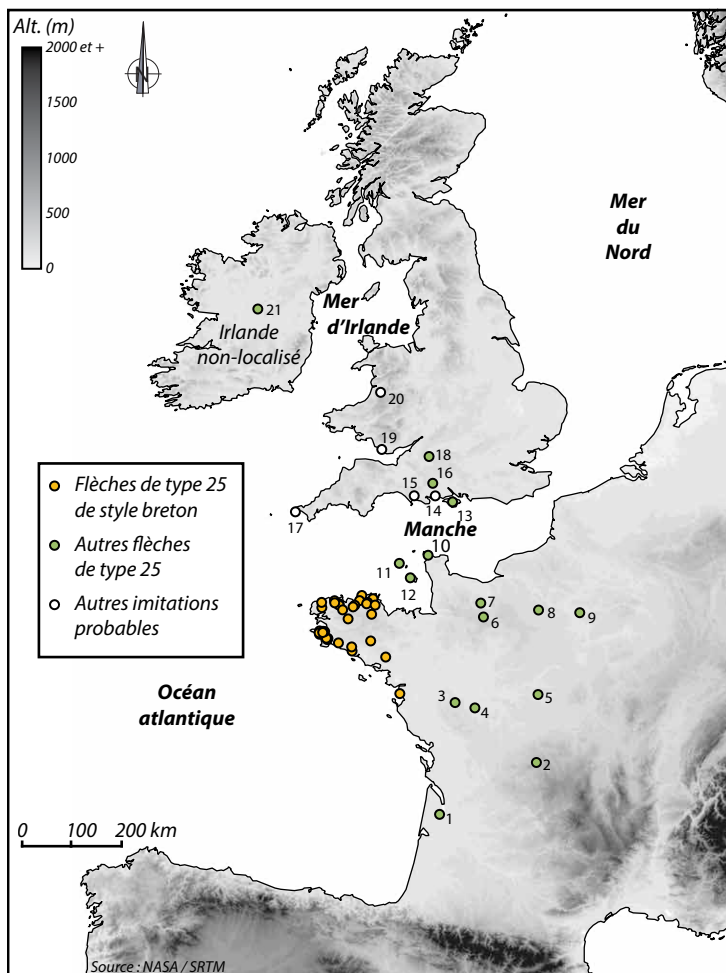 Alt. (m)
2000 et +
1500
1000
500
0
N
Mer
du
Nord
21
Irlande
non-localisé
Mer
d'Irlande
20
19
18
16
15
14
13
17
Manche
10
11
12
Flèches de type 25
de style breton
Autres flèches
de type 25
Autres imitations
probables
7
6
8
9
Océan
atlantique
3
4
5
2
1
0 100 200 km
Source : NASA / SRTM